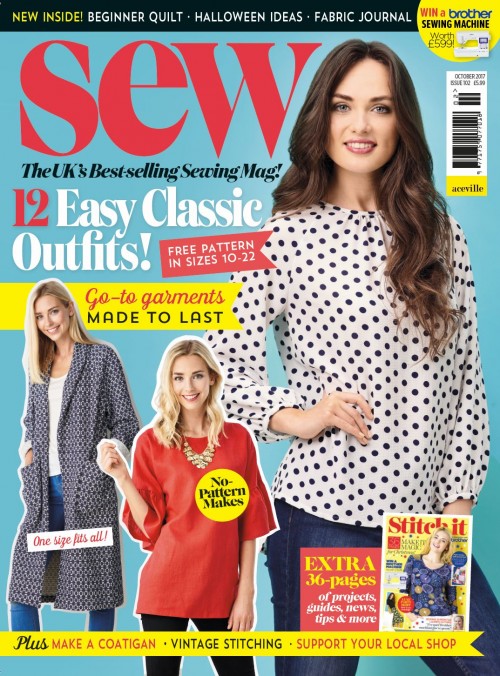 NEW INSIDE! BEGINNER QUILT · HALLOWEEN IDEAS · FABRIC JOURNAL
WIN a brother
SEWING MACHINE
Worth
£599!
sew
OCTOBER 2017
ISSUE 102 £5.99
The UK's Best-selling Sewing Mag!
aceville
12 Easy Classic
Outfits!
FREE PATTERN
IN SIZES 10-22
Go-to garments
MADE TO LAST
No-
Pattern
Makes
One size fits all!
EXTRA
36-pages
of projects,
guides, news,
tips & more
Stitch it
MAKE IT
MAGIC!
Plus MAKE A COATIGAN · VINTAGE STITCHING · SUPPORT YOUR LOCAL SHOP